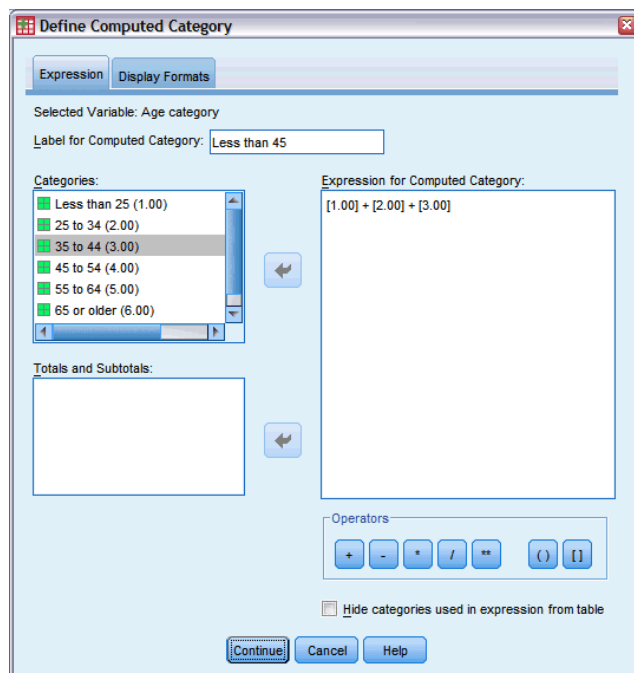 Define Computed Category
Expression
Display Formats
Selected Variable: Age category
Label for Computed Category: Less than 45
Categories:
Less than 25 (1.00)
25 to 34 (2.00)
35 to 44 (3.00)
45 to 54 (4.00)
55 to 64 (5.00)
65 or older (6.00)
Totals and Subtotals:
Expression for Computed Category:
[1.00] + [2.00] + [3.00]
Operators
+ - * / ** ( ) [ ]
Hide categories used in expression from table
Continue Cancel Help